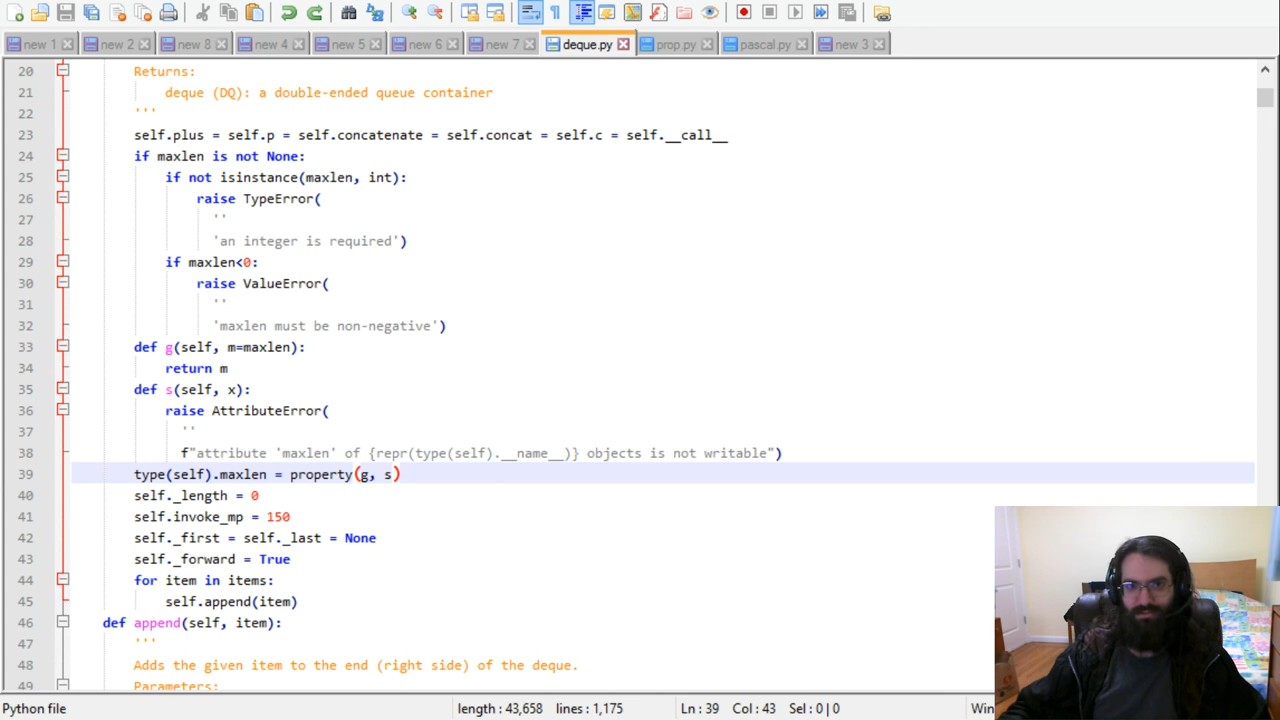 new 1 new 2 new 8 new 4 new 5 new 6 new 7 deque.py prop.py pascal.py new 3
20 Returns:
21 deque (DQ): a double-ended queue container
22 '''
23 self.plus = self.p = self.concatenate = self.concat = self.c = self.__call__
24 if maxlen is not None:
25 if not isinstance(maxlen, int):
26 raise TypeError(
27 ''
28 'an integer is required')
29 if maxlen<0:
30 raise ValueError(
31 ''
32 'maxlen must be non-negative')
33 def g(self, m=maxlen):
34 return m
35 def s(self, x):
36 raise AttributeError(
37 ''
38 f"attribute 'maxlen' of {repr(type(self).__name__)} objects is not writable")
39 type(self).maxlen = property(g, s)
40 self._length = 0
41 self.invoke_mp = 150
42 self._first = self._last = None
43 self._forward = True
44 for item in items:
45 self.append(item)
46 def append(self, item):
47 '''
48 Adds the given item to the end (right side) of the deque.
49 Parameters:
Python file length : 43,658 lines : 1,175 Ln : 39 Col : 43 Sel : 0 | 0 Win